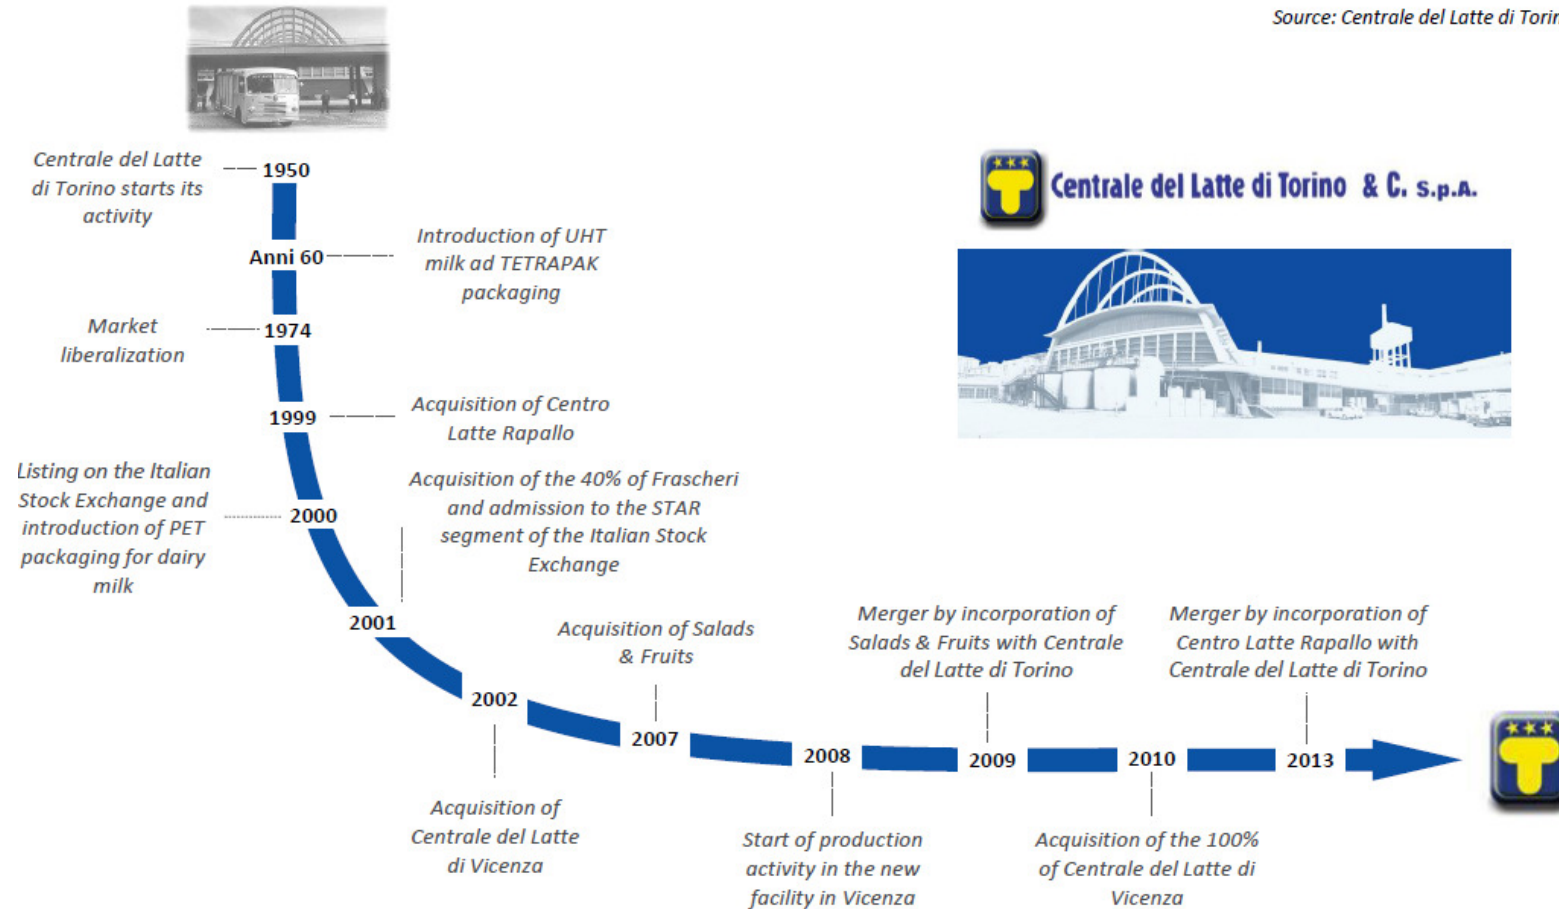 Source: Centrale del Latte di Torin
Centrale del Latte
di Torino starts its
activity
1950
Centrale del Latte di Torino & C. S.p.A.
Anni 60
Introduction of UHT
milk ad TETRAPAK
packaging
Market
liberalization
1974
1999
Acquisition of Centro
Latte Rapallo
Listing on the Italian
Stock Exchange and
introduction of PET
packaging for dairy
milk
2000
Acquisition of the 40% of Frascheri
and admission to the STAR
segment of the Italian Stock
Exchange
2001
2002
Acquisition of
Centrale del Latte
di Vicenza
Acquisition of Salads
& Fruits
2007
2008
Start of production
activity in the new
facility in Vicenza
Merger by incorporation of
Salads & Fruits with Centrale
del Latte di Torino
2009
2010
Acquisition of the 100%
of Centrale del Latte di
Vicenza
Merger by incorporation of
Centro Latte Rapallo with
Centrale del Latte di Torino
2013